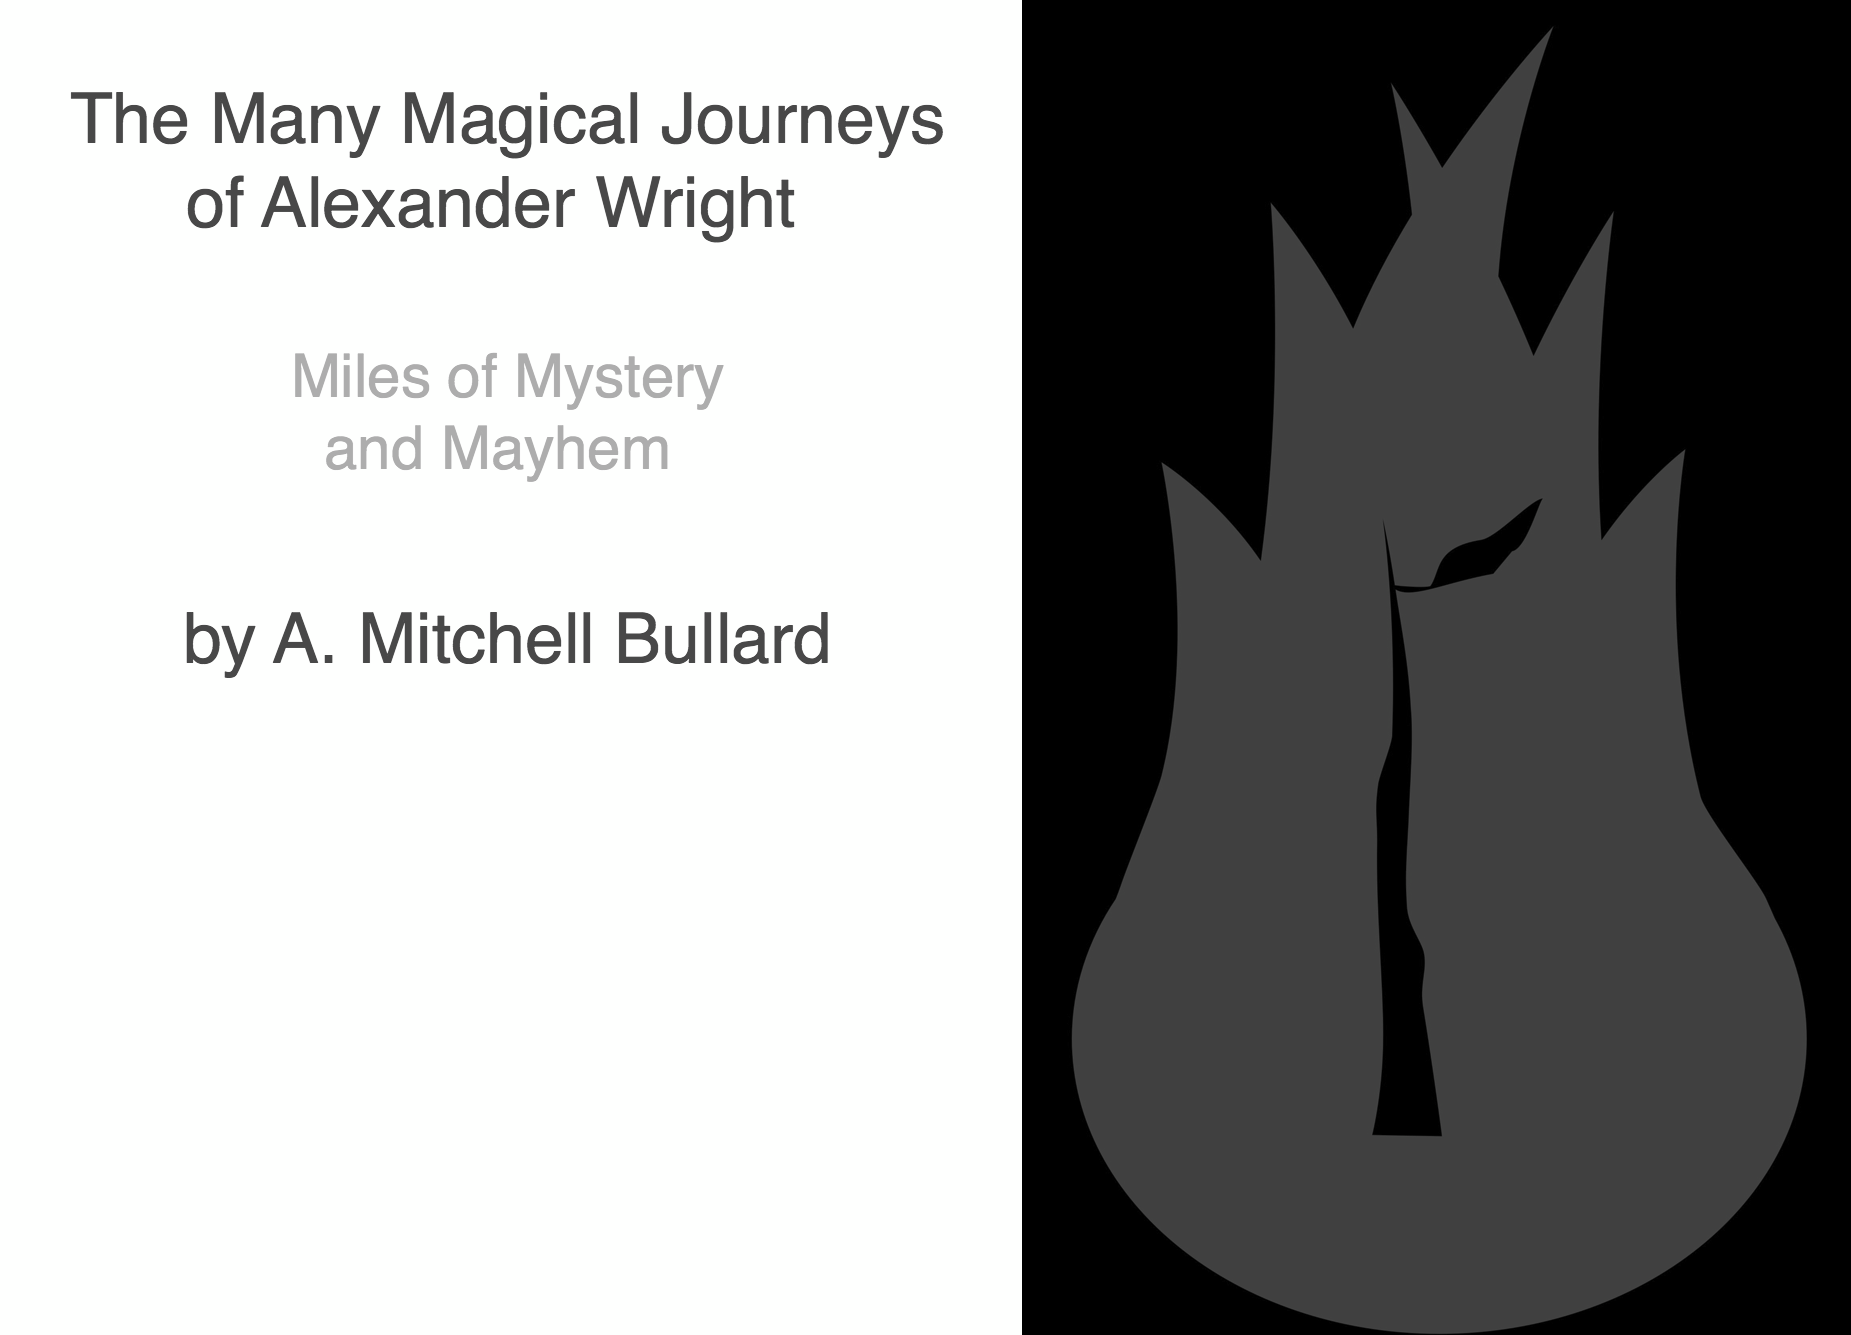 The Many Magical Journeys
of Alexander Wright
Miles of Mystery
and Mayhem
by A. Mitchell Bullard